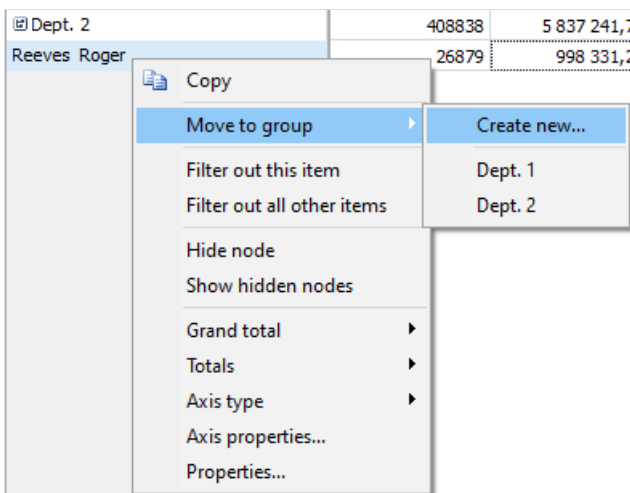 Dept. 2 408838 5 837 241,7
Reeves Roger 26879 998 331,2
Copy
Move to group Create new...
Filter out this item Dept. 1
Filter out all other items Dept. 2
Hide node
Show hidden nodes
Grand total
Totals
Axis type
Axis properties...
Properties...